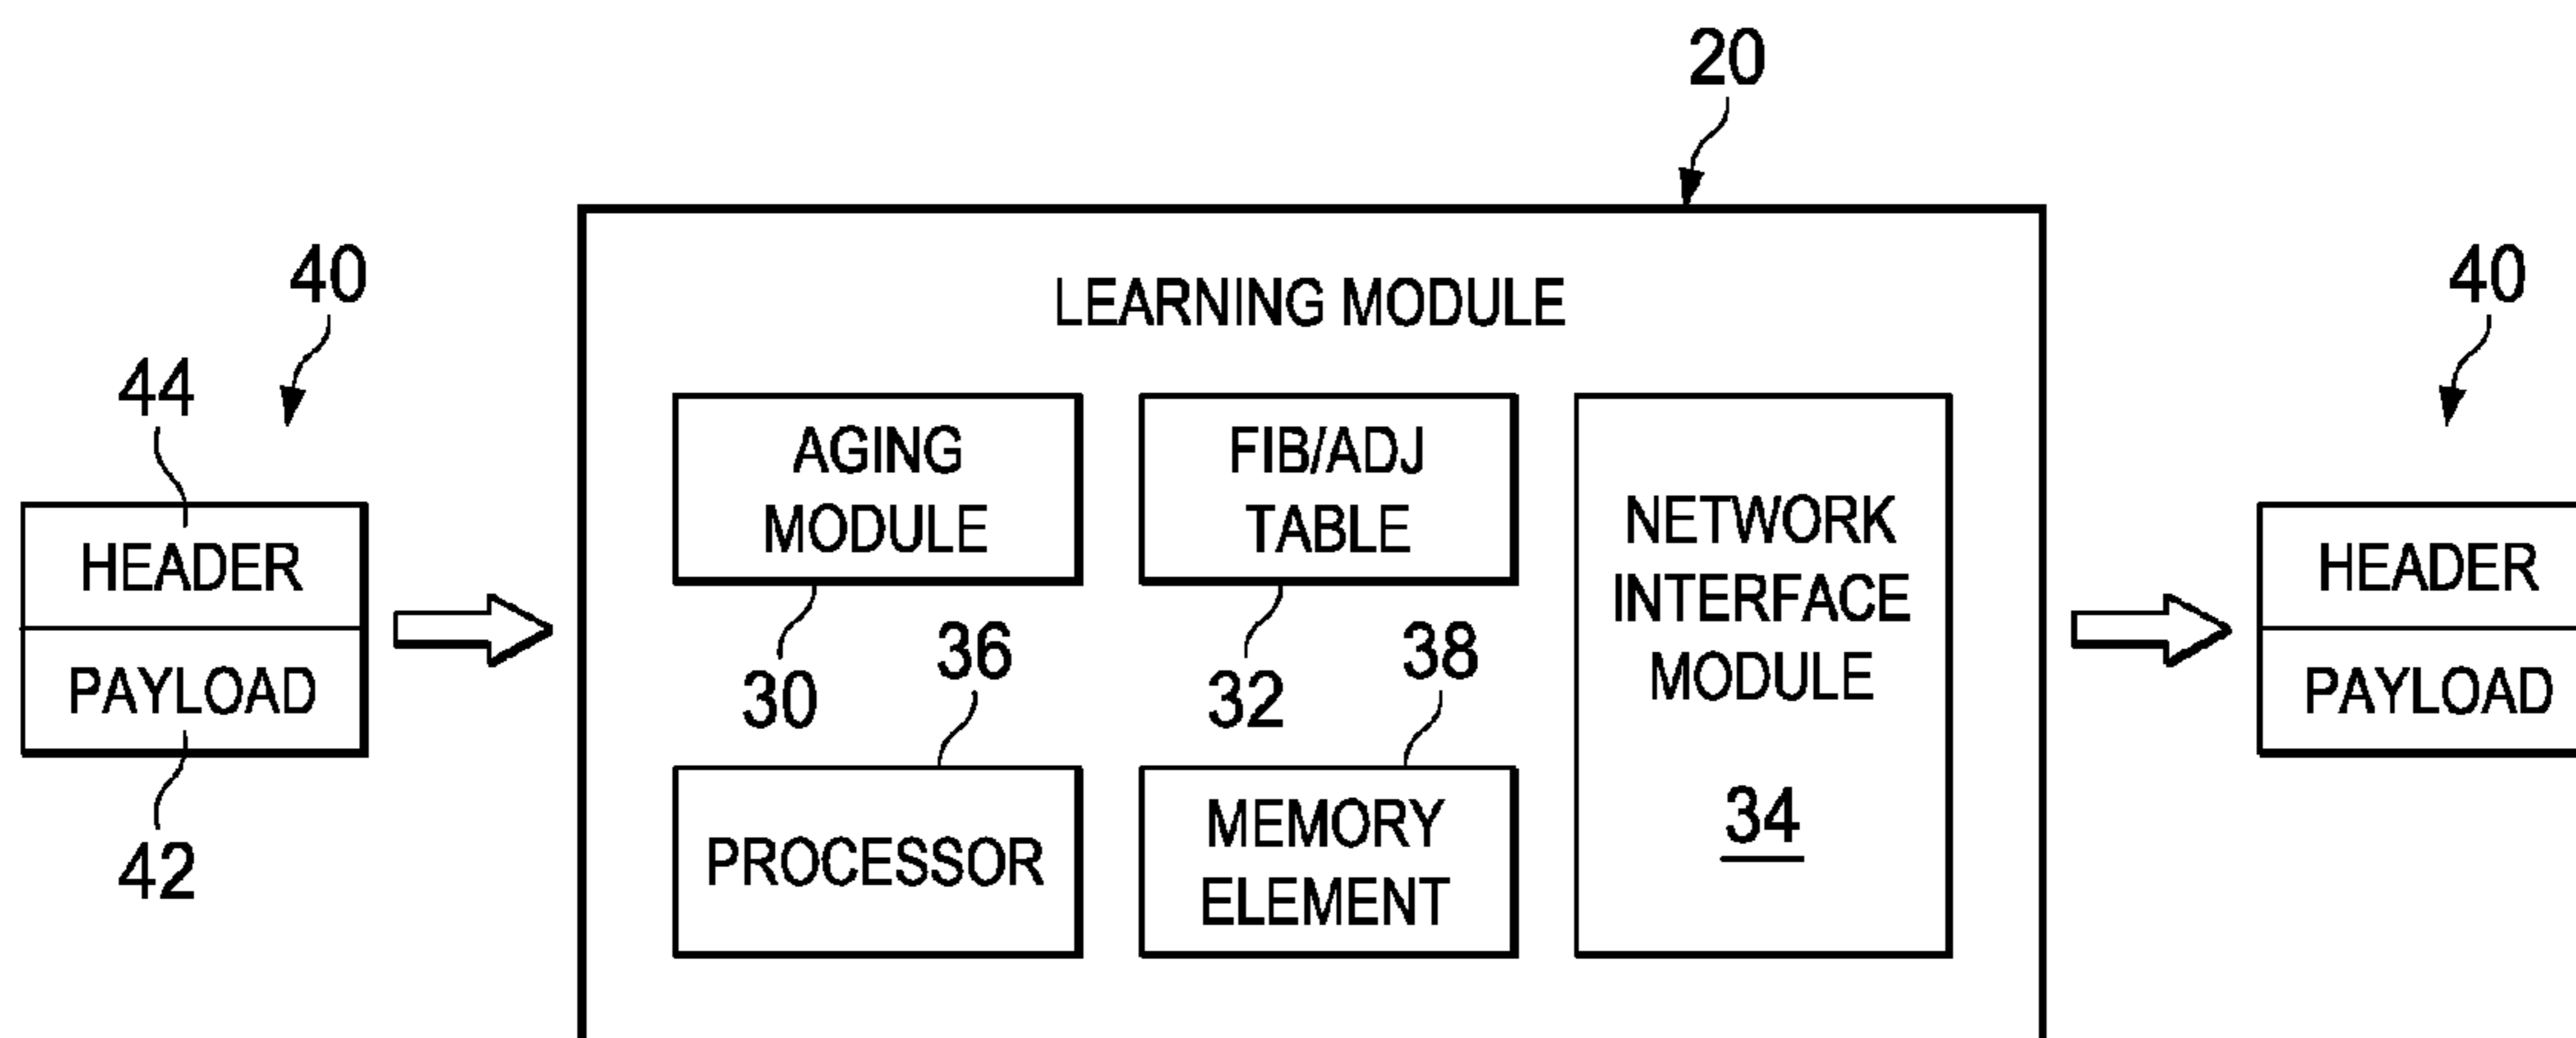 20
40
40
LEARNING MODULE
44
AGING
MODULE
FIB/ADJ
TABLE
NETWORK
INTERFACE
MODULE
34
HEADER
PAYLOAD
HEADER
PAYLOAD
30
36
32
38
42
PROCESSOR
MEMORY
ELEMENT